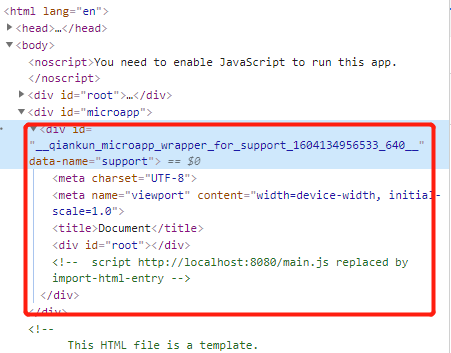 <html lang="en">
▶<head>…</head>
▼<body>
<noscript>You need to enable JavaScript to run this app.
</noscript>
▶<div id="root">…</div>
▼<div id="microapp">
▼<div id=
"__qiankun_microapp_wrapper_for_support_1604134956533_640__"
data-name="support"> == $0
<meta charset="UTF-8">
<meta name="viewport" content="width=device-width, initial-
scale=1.0">
<title>Document</title>
<div id="root"></div>
<!--  script http://localhost:8080/main.js replaced by
import-html-entry -->
</div>
</div>
<!--
This HTML file is a template.